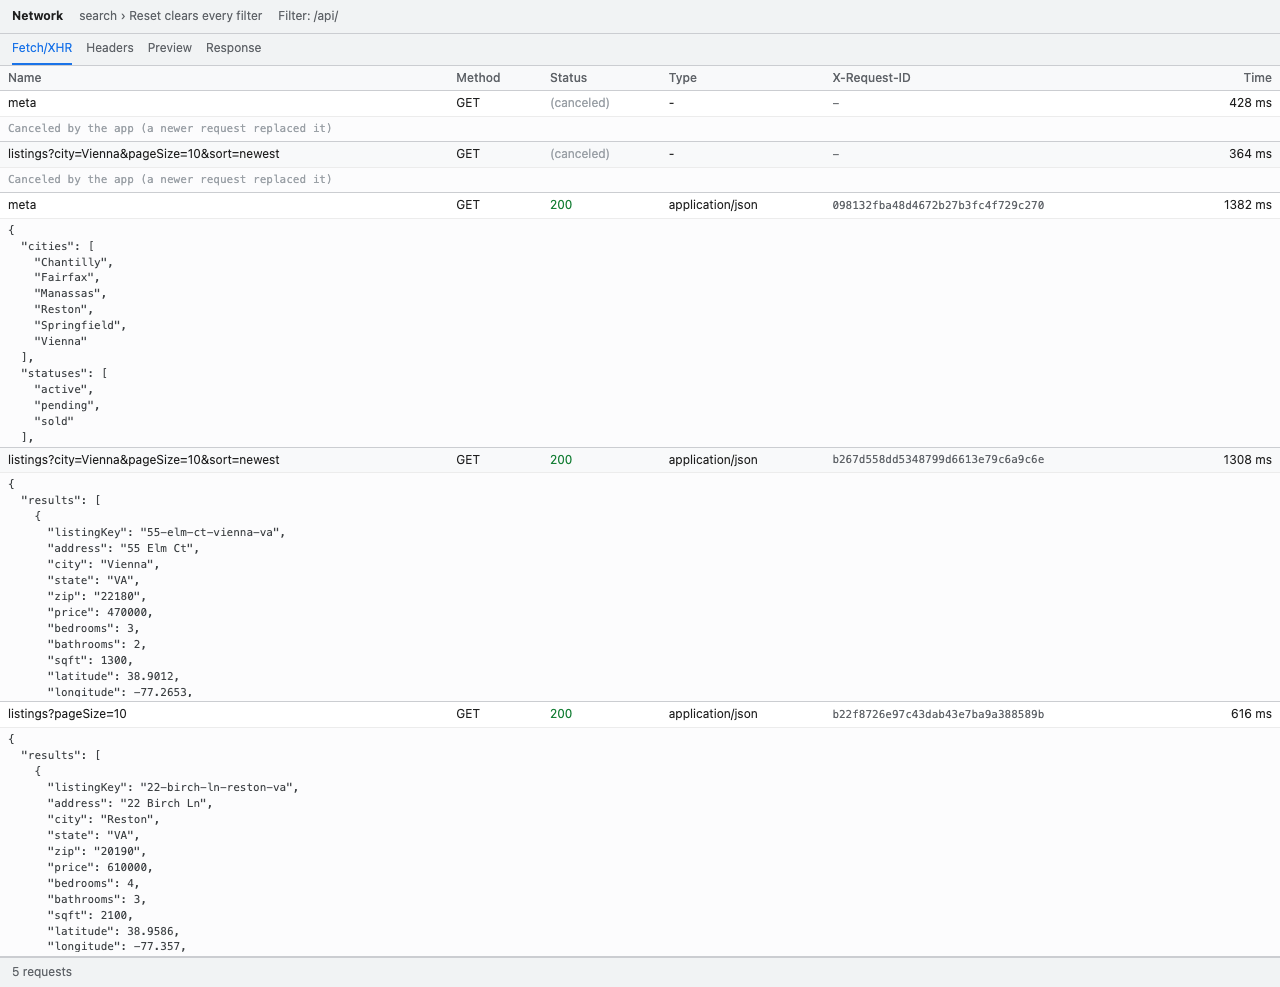 Network search › Reset clears every filter Filter: /api/
Fetch/XHR Headers Preview Response
Name Method Status Type X-Request-ID Time
meta GET (canceled) - – 428 ms
Canceled by the app (a newer request replaced it)
listings?city=Vienna&pageSize=10&sort=newest GET (canceled) - – 364 ms
Canceled by the app (a newer request replaced it)
meta GET 200 application/json 098132fba48d4672b27b3fc4f729c270 1382 ms
{
"cities": [
"Chantilly",
"Fairfax",
"Manassas",
"Reston",
"Springfield",
"Vienna"
],
"statuses": [
"active",
"pending",
"sold"
],
listings?city=Vienna&pageSize=10&sort=newest GET 200 application/json b267d558dd5348799d6613e79c6a9c6e 1308 ms
{
"results": [
{
"listingKey": "55-elm-ct-vienna-va",
"address": "55 Elm Ct",
"city": "Vienna",
"state": "VA",
"zip": "22180",
"price": 470000,
"bedrooms": 3,
"bathrooms": 2,
"sqft": 1300,
"latitude": 38.9012,
"longitude": -77.2653,
listings?pageSize=10 GET 200 application/json b22f8726e97c43dab43e7ba9a388589b 616 ms
{
"results": [
{
"listingKey": "22-birch-ln-reston-va",
"address": "22 Birch Ln",
"city": "Reston",
"state": "VA",
"zip": "20190",
"price": 610000,
"bedrooms": 4,
"bathrooms": 3,
"sqft": 2100,
"latitude": 38.9586,
"longitude": -77.357,
5 requests